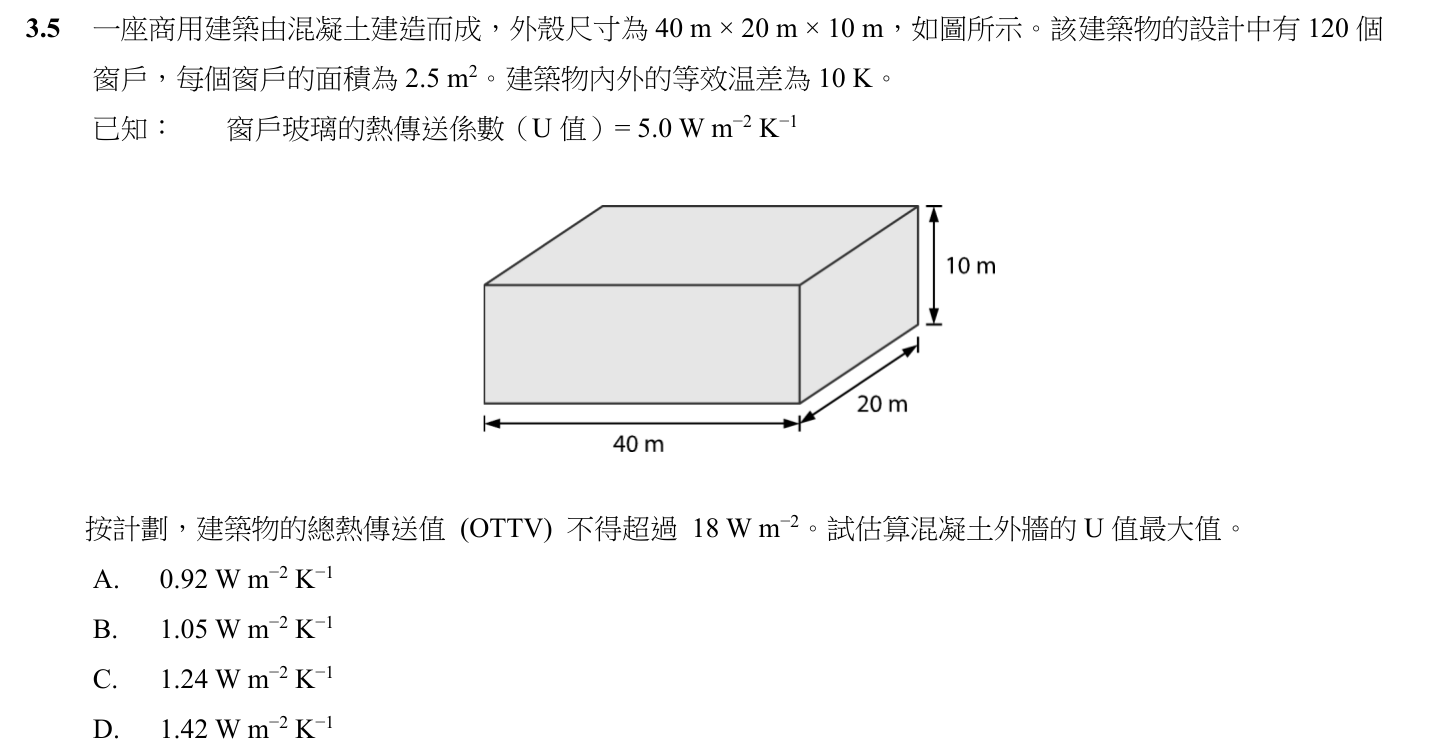 3.5 一座商用建築由混凝土建造而成，外殼尺寸為 40 m × 20 m × 10 m，如圖所示。該建築物的設計中有 120 個
窗戶，每個窗戶的面積為 2.5 m²。建築物內外的等效温差為 10 K。
已知： 窗戶玻璃的熱傳送係數（U 值）= 5.0 W m⁻² K⁻¹
10 m
20 m
40 m
按計劃，建築物的總熱傳送值 (OTTV) 不得超過 18 W m⁻²。試估算混凝土外牆的 U 值最大值。
A. 0.92 W m⁻² K⁻¹
B. 1.05 W m⁻² K⁻¹
C. 1.24 W m⁻² K⁻¹
D. 1.42 W m⁻² K⁻¹